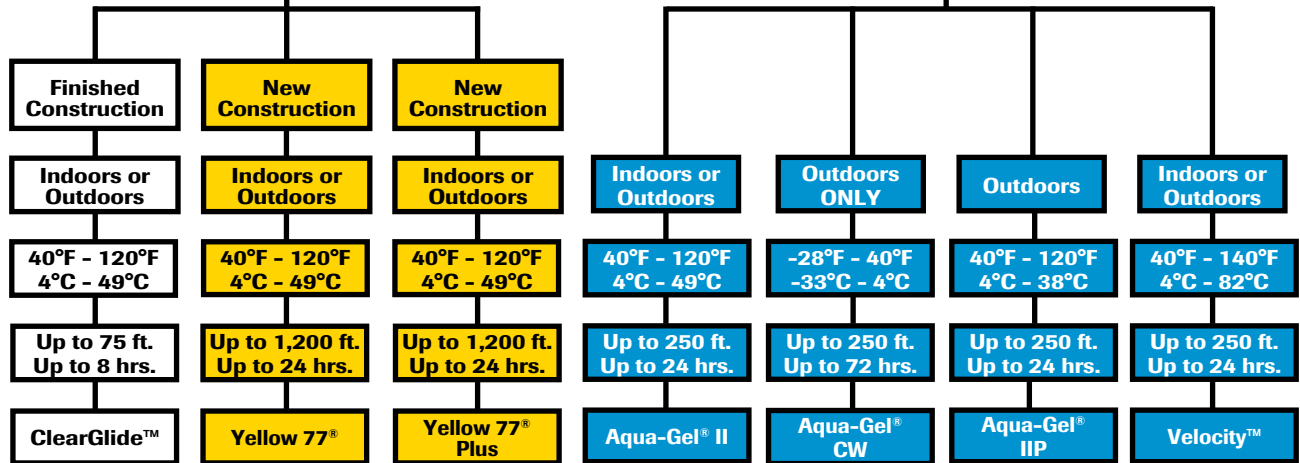 Finished
Construction
New
Construction
New
Construction
Indoors or
Outdoors
Indoors or
Outdoors
Indoors or
Outdoors
Indoors or
Outdoors
Outdoors
ONLY
Outdoors
Indoors or
Outdoors
40°F - 120°F
4°C - 49°C
40°F - 120°F
4°C - 49°C
40°F - 120°F
4°C - 49°C
40°F - 120°F
4°C - 49°C
-28°F - 40°F
-33°C - 4°C
40°F - 120°F
4°C - 38°C
40°F - 140°F
4°C - 82°C
Up to 75 ft.
Up to 8 hrs.
Up to 1,200 ft.
Up to 24 hrs.
Up to 1,200 ft.
Up to 24 hrs.
Up to 250 ft.
Up to 24 hrs.
Up to 250 ft.
Up to 72 hrs.
Up to 250 ft.
Up to 24 hrs.
Up to 250 ft.
Up to 24 hrs.
ClearGlide™
Yellow 77®
Yellow 77®
Plus
Aqua-Gel® II
Aqua-Gel®
CW
Aqua-Gel®
IIP
Velocity™